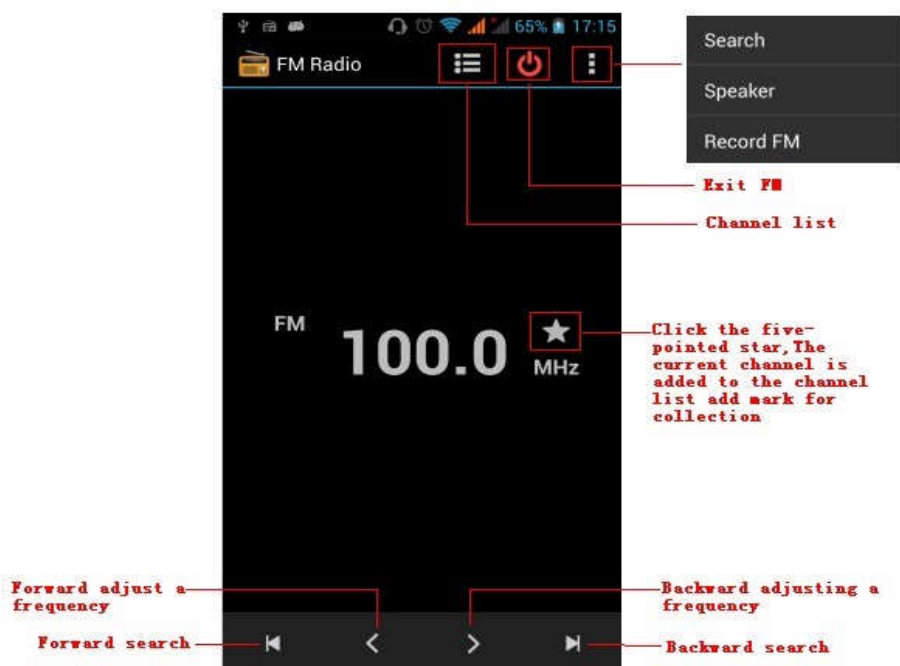 65% 17:15
FM Radio
Search
Speaker
Record FM
Exit FM
Channel list
FM
100.0
MHz
Click the five-
pointed star,The
current channel is
added to the channel
list add mark for
collection
Forward adjust a
frequency
Backward adjusting a
frequency
Forward search
Backward search